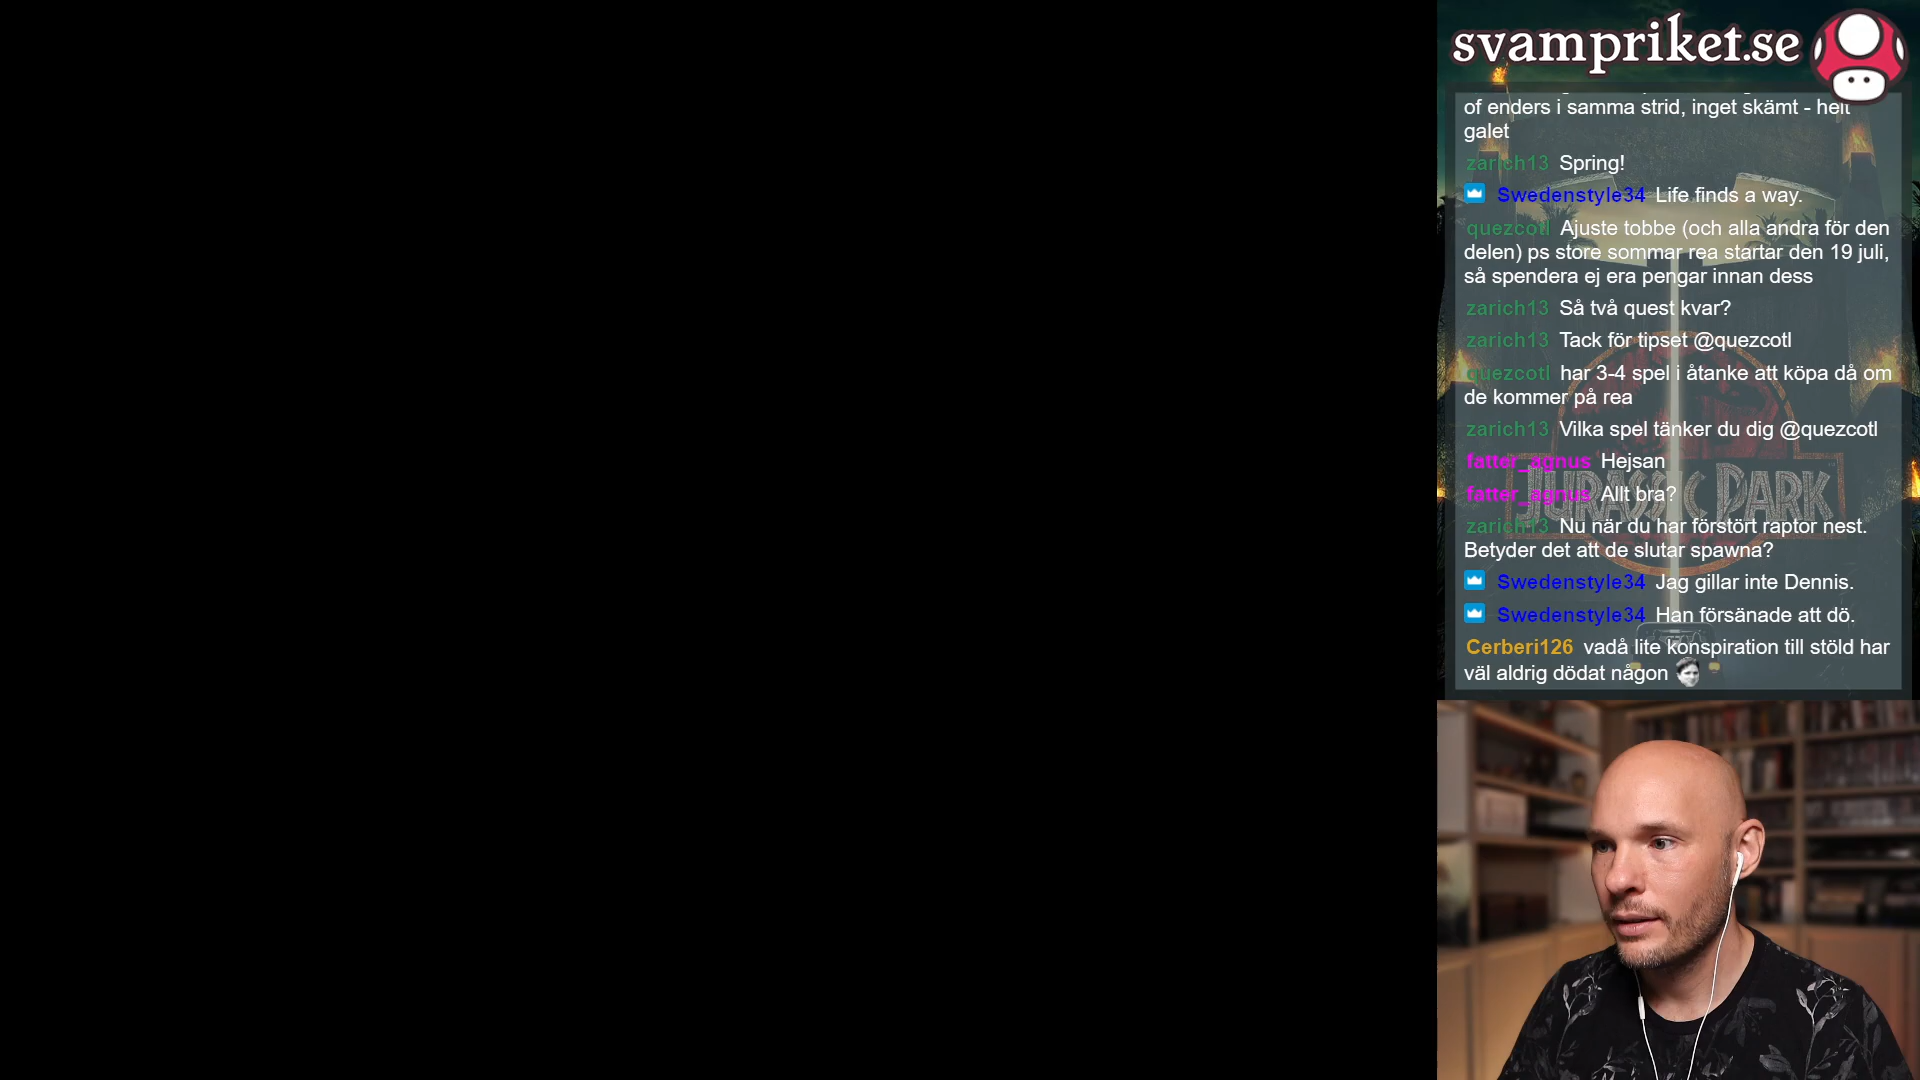 svampriket.se
of enders i samma strid, inget skämt - helt
galet
zarich13 Spring!
Swedenstyle34 Life finds a way.
quezcotl Ajuste tobbe (och alla andra för den
delen) ps store sommar rea startar den 19 juli,
så spendera ej era pengar innan dess
zarich13 Så två quest kvar?
zarich13 Tack för tipset @quezcotl
quezcotl har 3-4 spel i åtanke att köpa då om
de kommer på rea
zarich13 Vilka spel tänker du dig @quezcotl
fatter_agnus Hejsan
fatter_agnus Allt bra?
JURASSIC PARK
zarich13 Nu när du har förstört raptor nest.
Betyder det att de slutar spawna?
Swedenstyle34 Jag gillar inte Dennis.
Swedenstyle34 Han försänade att dö.
Cerberi126 vadå lite konspiration till stöld har
väl aldrig dödat någon